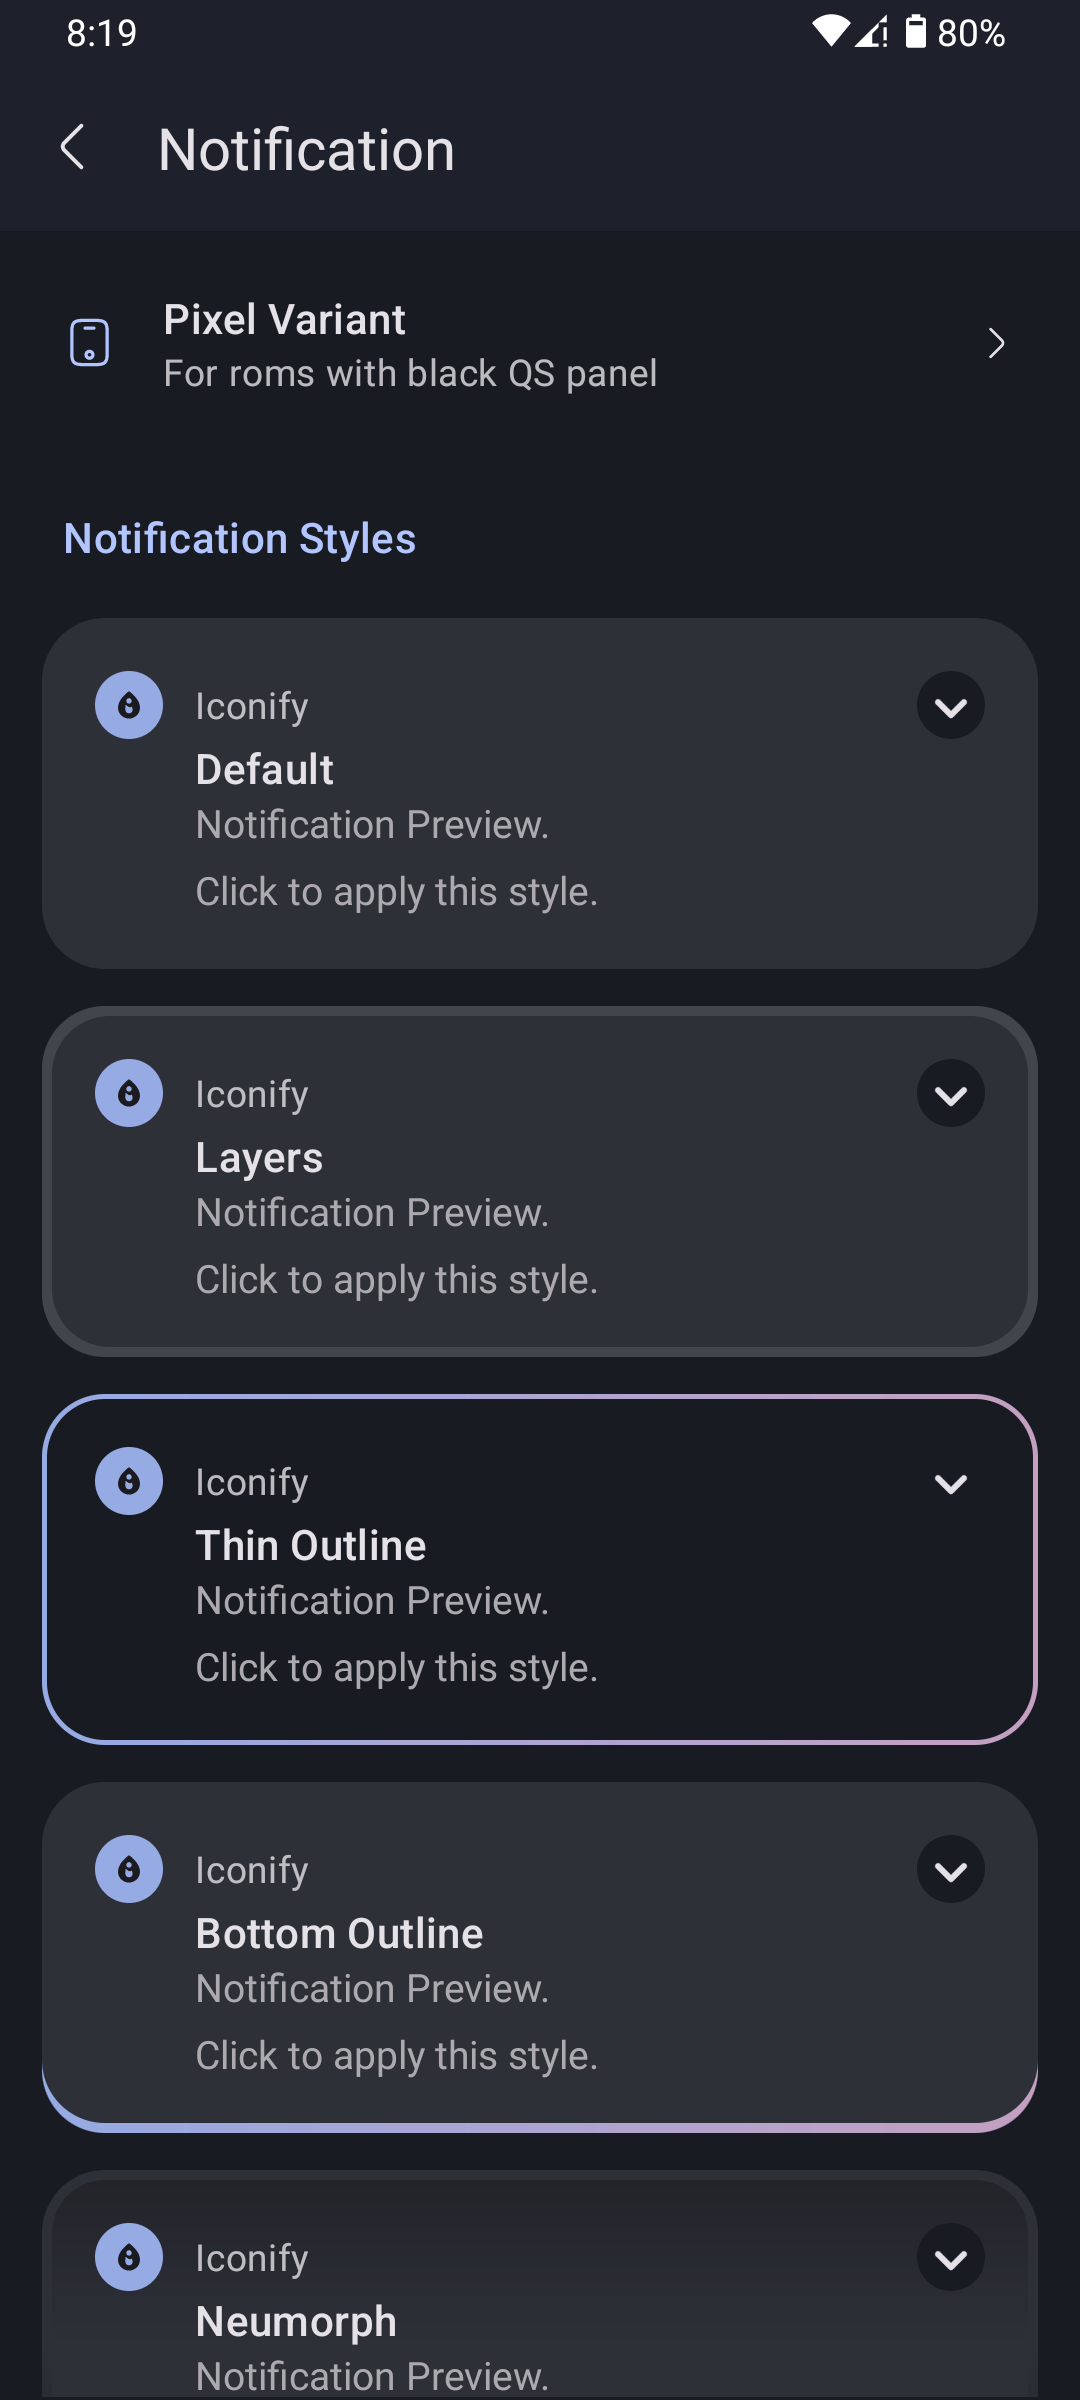 8:19 80%
Notification
Pixel Variant
For roms with black QS panel
Notification Styles
Iconify
Default
Notification Preview.
Click to apply this style.
Iconify
Layers
Notification Preview.
Click to apply this style.
Iconify
Thin Outline
Notification Preview.
Click to apply this style.
Iconify
Bottom Outline
Notification Preview.
Click to apply this style.
Iconify
Neumorph
Notification Preview.